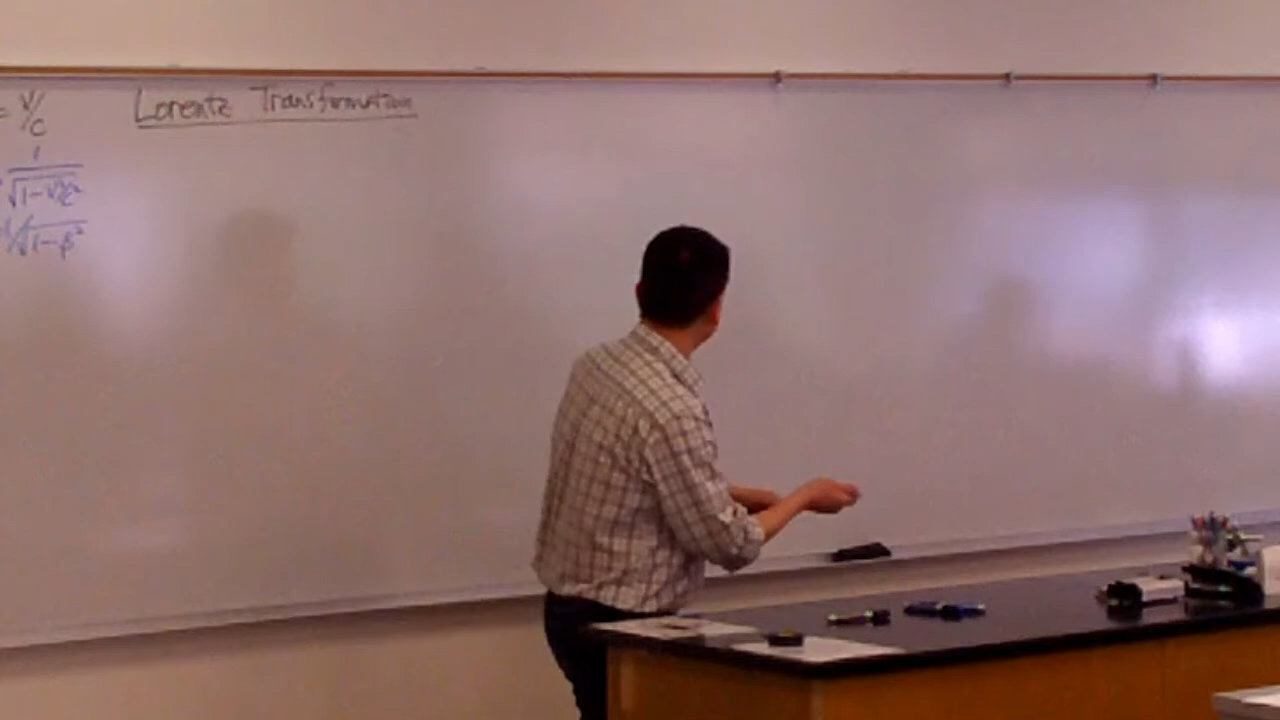 = V/C
Lorentz Transformation
1
√1-V²/C²
1/√1-β²